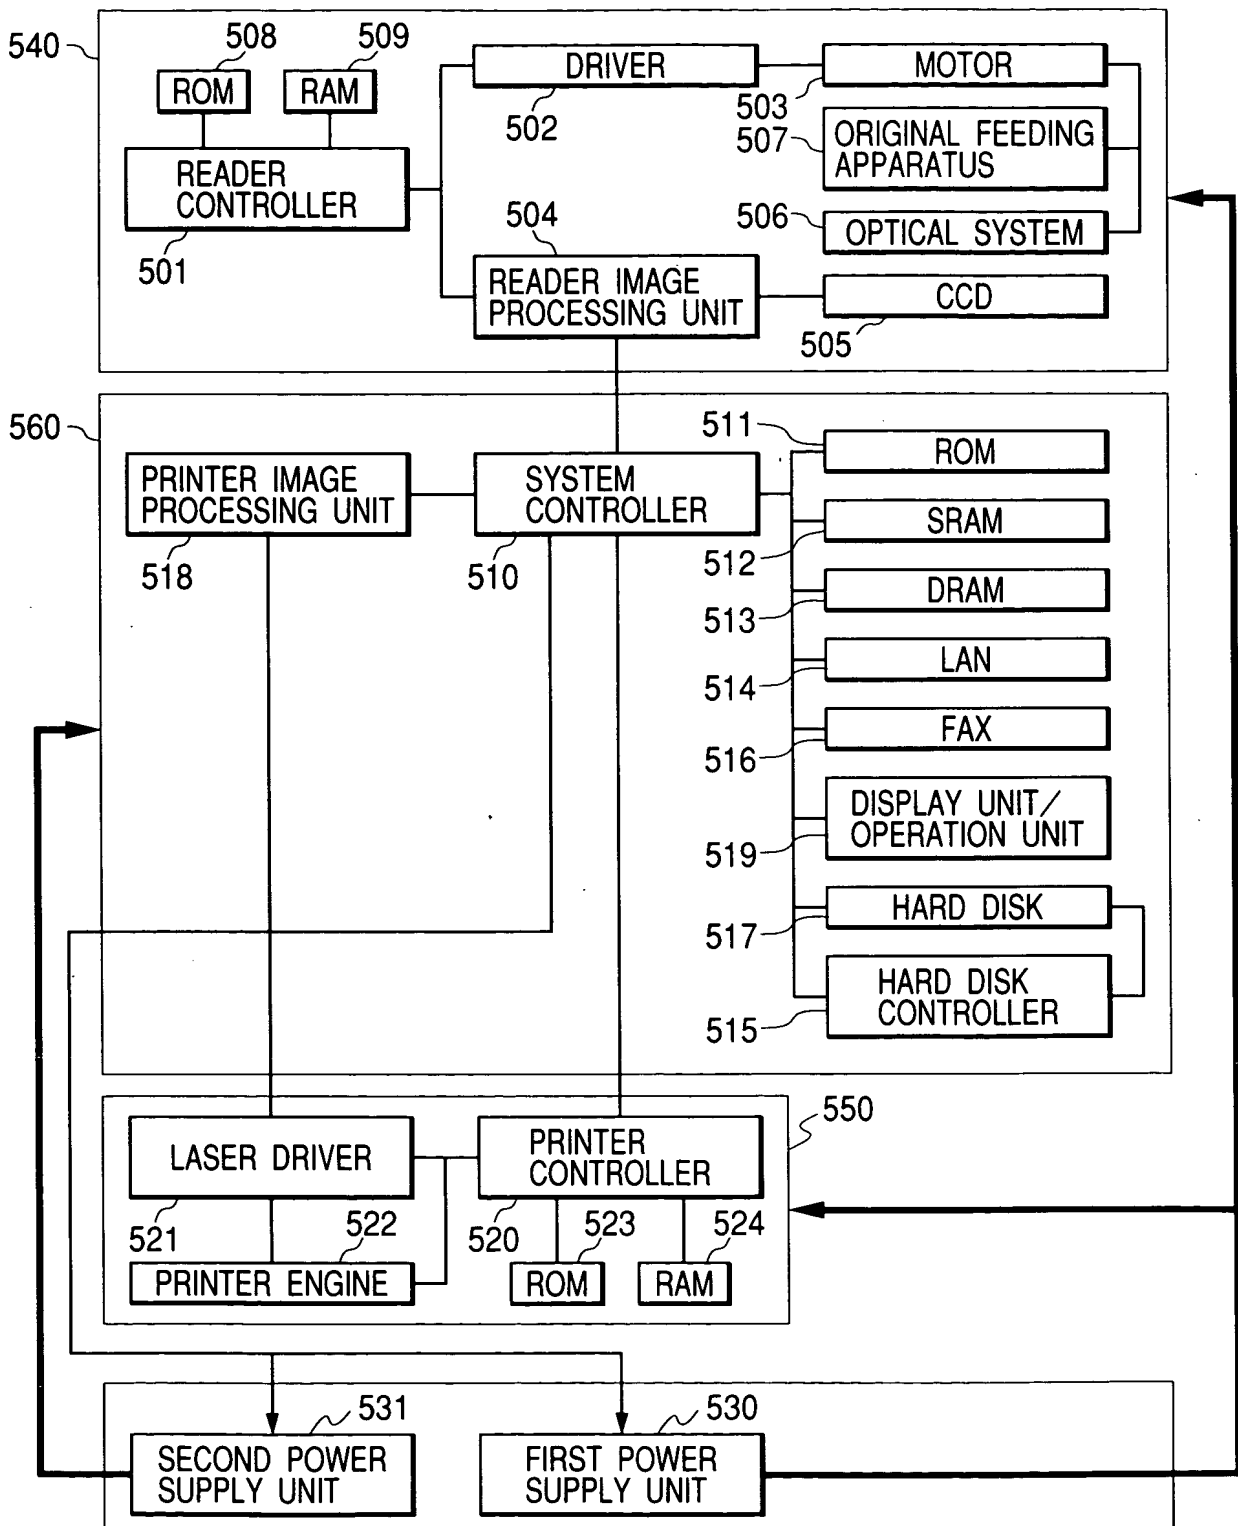 540
508
509
ROM
RAM
DRIVER
502
MOTOR
503
507
ORIGINAL FEEDING
APPARATUS
READER
CONTROLLER
501
504
506
OPTICAL SYSTEM
READER IMAGE
PROCESSING UNIT
CCD
505
560
511
ROM
PRINTER IMAGE
PROCESSING UNIT
518
SYSTEM
CONTROLLER
510
SRAM
512
DRAM
513
LAN
514
FAX
516
DISPLAY UNIT/
OPERATION UNIT
519
HARD DISK
517
HARD DISK
CONTROLLER
515
550
LASER DRIVER
521
PRINTER
CONTROLLER
520
522
523
524
PRINTER ENGINE
ROM
RAM
531
530
SECOND POWER
SUPPLY UNIT
FIRST POWER
SUPPLY UNIT